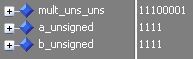 mult_uns_uns 11100001
a_unsigned 1111
b_unsigned 1111